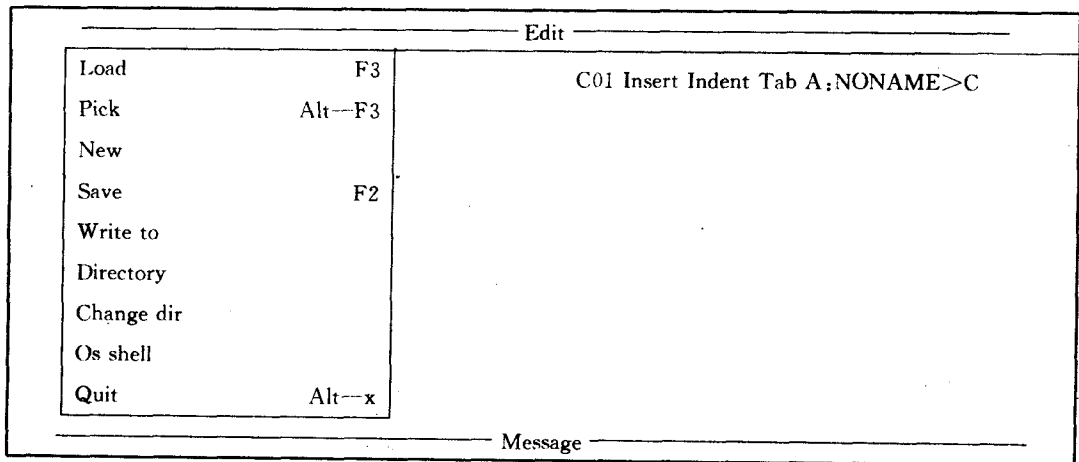 Edit
Load F3
C01 Insert Indent Tab A:NONAME>C
Pick Alt—F3
New
Save F2
Write to
Directory
Change dir
Os shell
Quit Alt—x
Message